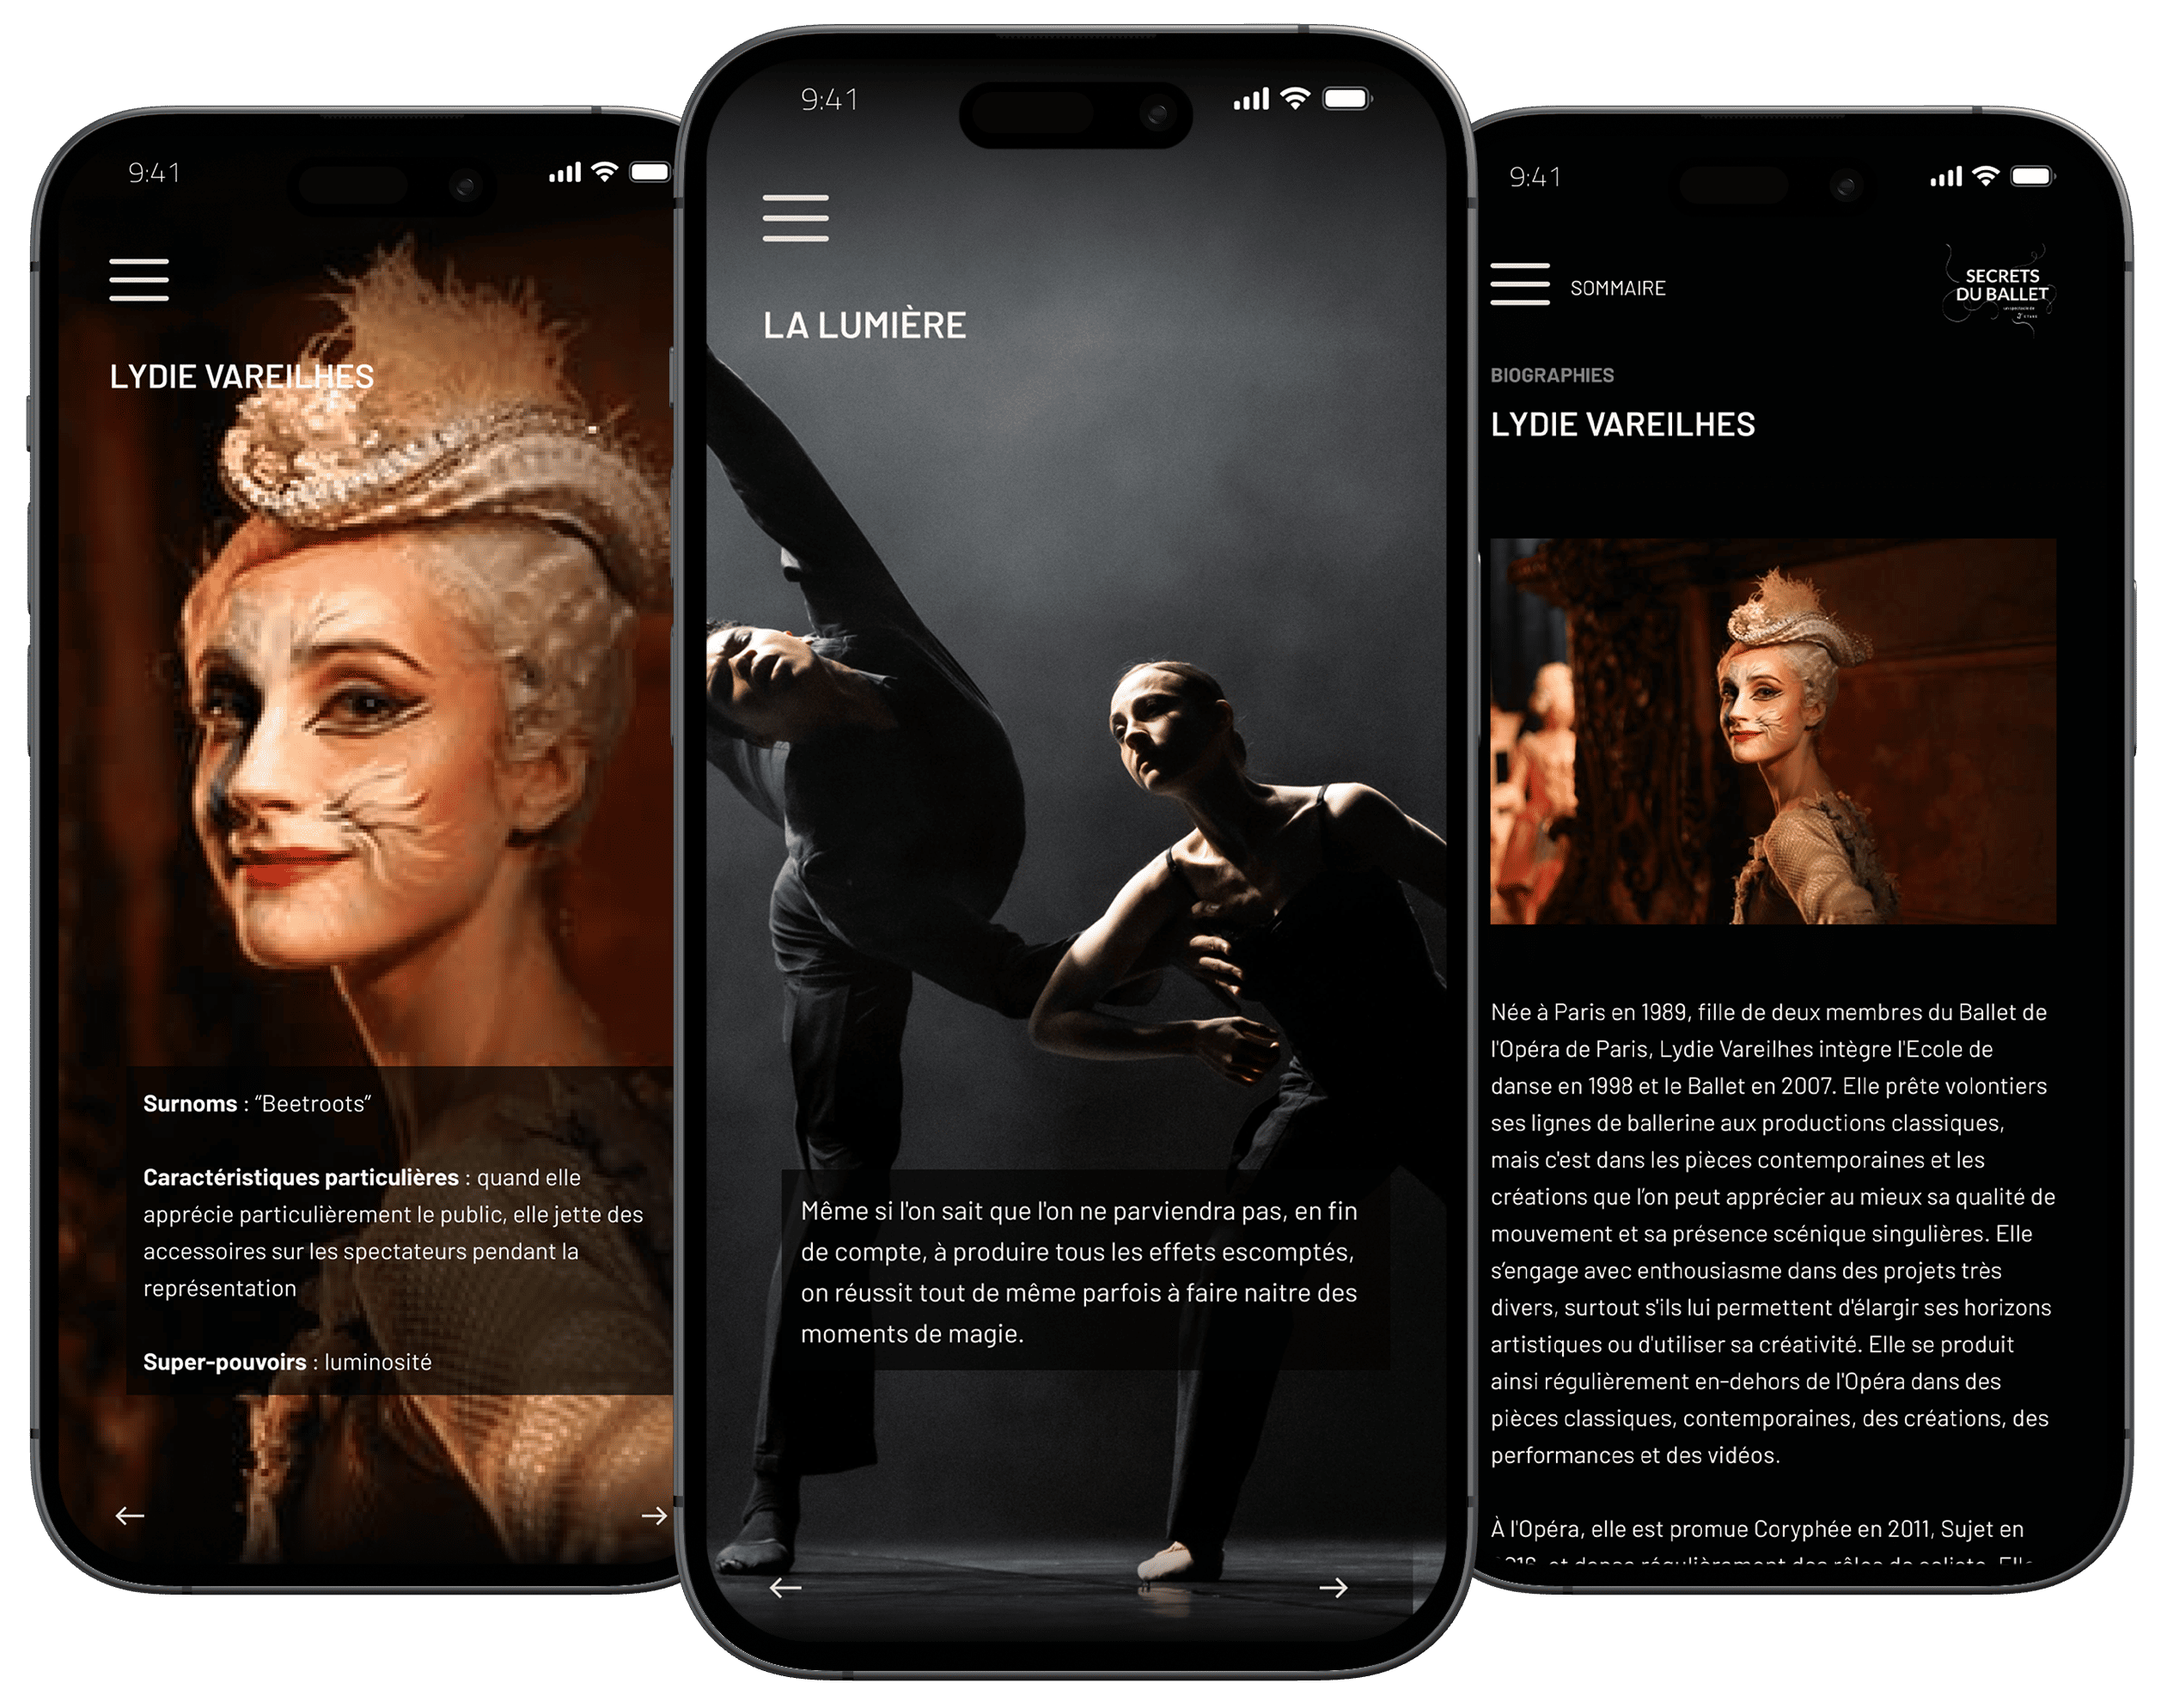 9:41
LYDIE VAREILHES
Surnoms : “Beetroots”
Caractéristiques particulières : quand elle
apprécie particulièrement le public, elle jette des
accessoires sur les spectateurs pendant la
représentation
Super-pouvoirs : luminosité
9:41
LA LUMIÈRE
Même si l'on sait que l'on ne parviendra pas, en fin
de compte, à produire tous les effets escomptés,
on réussit tout de même parfois à faire naitre des
moments de magie.
9:41
SOMMAIRE
SECRETS
DU BALLET
BIOGRAPHIES
LYDIE VAREILHES
Née à Paris en 1989, fille de deux membres du Ballet de
l'Opéra de Paris, Lydie Vareilhes intègre l'Ecole de
danse en 1998 et le Ballet en 2007. Elle prête volontiers
ses lignes de ballerine aux productions classiques,
mais c'est dans les pièces contemporaines et les
créations que l’on peut apprécier au mieux sa qualité de
mouvement et sa présence scénique singulières. Elle
s’engage avec enthousiasme dans des projets très
divers, surtout s'ils lui permettent d'élargir ses horizons
artistiques ou d'utiliser sa créativité. Elle se produit
ainsi régulièrement en-dehors de l'Opéra dans des
pièces classiques, contemporaines, des créations, des
performances et des vidéos.
À l'Opéra, elle est promue Coryphée en 2011, Sujet en
et danse régulièrement des rôles de soliste. Elle